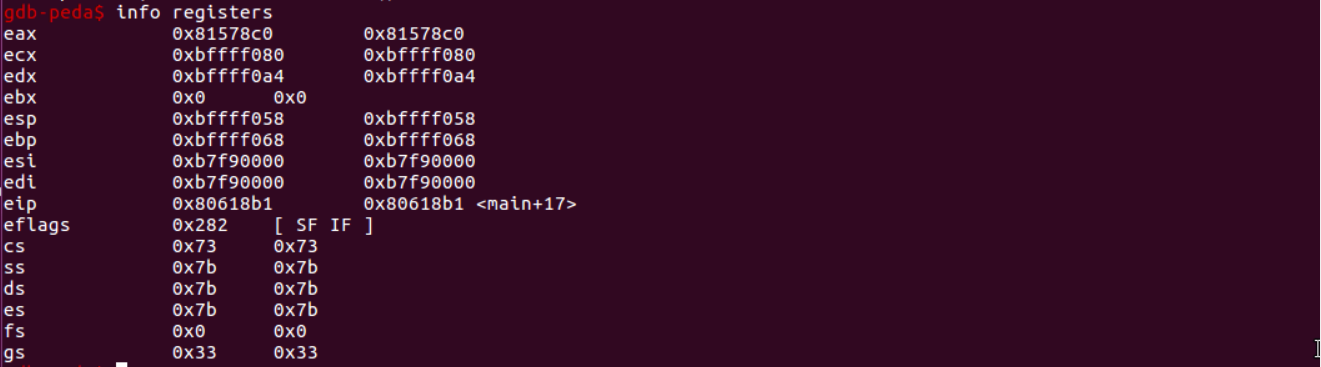 gdb-peda$ info registers
eax 0x81578c0 0x81578c0
ecx 0xbffff080 0xbffff080
edx 0xbffff0a4 0xbffff0a4
ebx 0x0 0x0
esp 0xbffff058 0xbffff058
ebp 0xbffff068 0xbffff068
esi 0xb7f90000 0xb7f90000
edi 0xb7f90000 0xb7f90000
eip 0x80618b1 0x80618b1 <main+17>
eflags 0x282 [ SF IF ]
cs 0x73 0x73
ss 0x7b 0x7b
ds 0x7b 0x7b
es 0x7b 0x7b
fs 0x0 0x0
gs 0x33 0x33